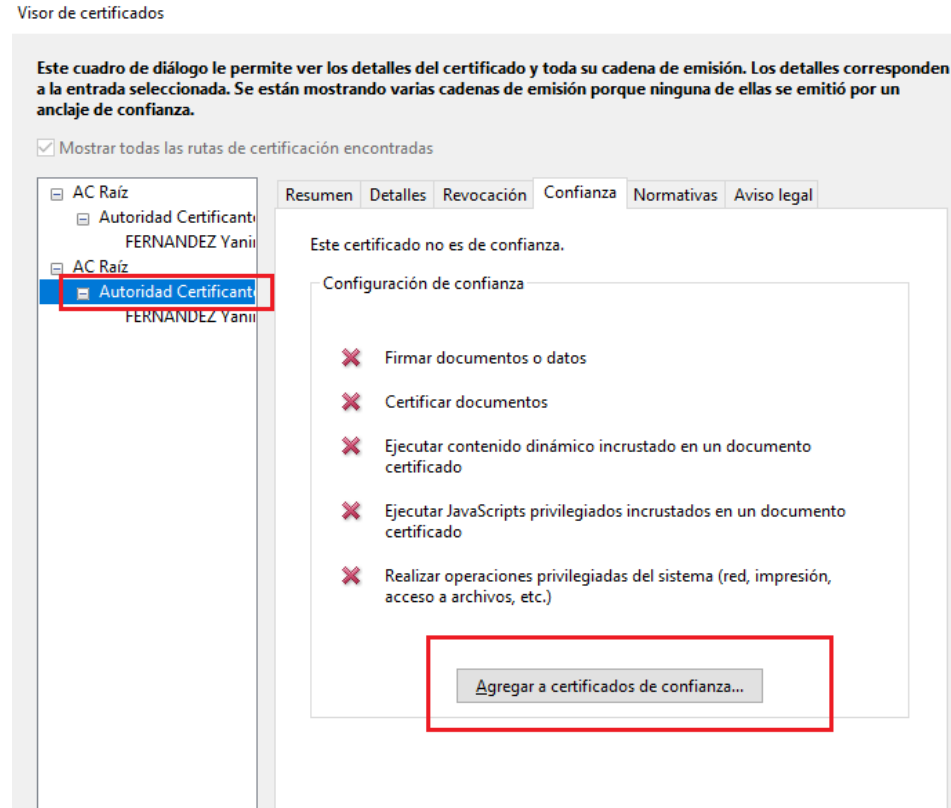 Visor de certificados
Este cuadro de diálogo le permite ver los detalles del certificado y toda su cadena de emisión. Los detalles corresponden
a la entrada seleccionada. Se están mostrando varias cadenas de emisión porque ninguna de ellas se emitió por un
anclaje de confianza.
Mostrar todas las rutas de certificación encontradas
AC Raíz
Autoridad Certificant
FERNANDEZ Yani
AC Raíz
Autoridad Certificant
FERNANDEZ Yani
Resumen Detalles Revocación Confianza Normativas Aviso legal
Este certificado no es de confianza.
Configuración de confianza
Firmar documentos o datos
Certificar documentos
Ejecutar contenido dinámico incrustado en un documento
certificado
Ejecutar JavaScripts privilegiados incrustados en un documento
certificado
Realizar operaciones privilegiadas del sistema (red, impresión,
acceso a archivos, etc.)
Agregar a certificados de confianza...